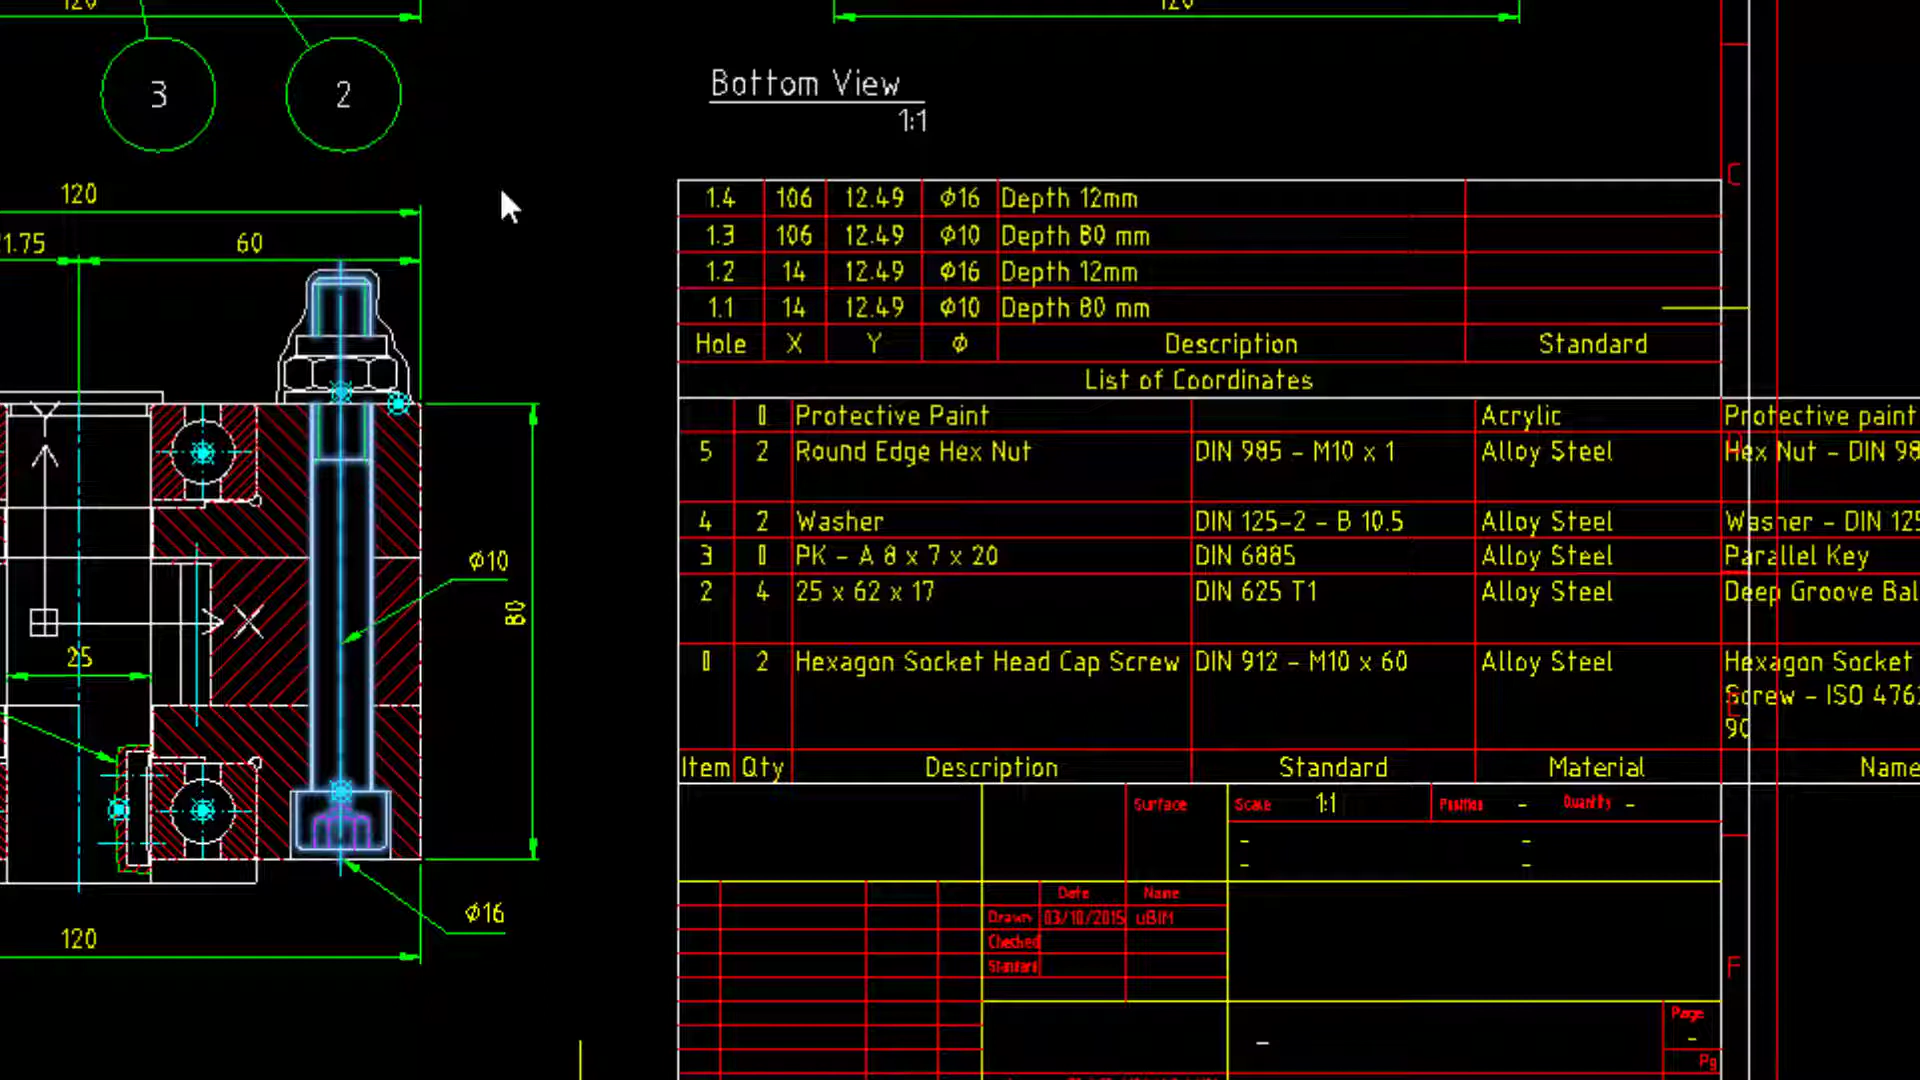 120
120
3
2
Bottom View
1:1
120
1.75
60
1.4 106 12.49 Φ16 Depth 12mm
1.3 106 12.49 Φ10 Depth 80 mm
1.2 14 12.49 Φ16 Depth 12mm
1.1 14 12.49 Φ10 Depth 80 mm
Hole X Y Φ Description Standard
List of Coordinates
0 Protective Paint Acrylic Protective paint
5 2 Round Edge Hex Nut DIN 985 - M10 x 1 Alloy Steel Hex Nut - DIN 98
4 2 Washer DIN 125-2 - B 10.5 Alloy Steel Washer - DIN 125
3 0 PK - A 8 x 7 x 20 DIN 6885 Alloy Steel Parallel Key
2 4 25 x 62 x 17 DIN 625 T1 Alloy Steel Deep Groove Bal
0 2 Hexagon Socket Head Cap Screw DIN 912 - M10 x 60 Alloy Steel Hexagon Socket
Screw - ISO 476
90
Item Qty Description Standard Material Name
C
Y
X
Φ10
80
25
Φ16
120
Surface
Scale 1:1
Position -
Quantity -
- -
- -
Date Name
Drawn 03/10/2015 uBIM
Checked
Standard
F
Page
-
-
Pg